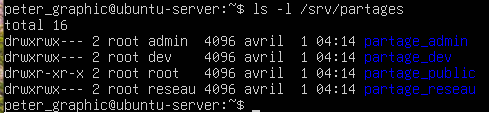 peter_graphic@ubuntu-server:~$ ls -l /srv/partages
total 16
drwxrwx--- 2 root admin  4096 avril  1 04:14 partage_admin
drwxrwx--- 2 root dev    4096 avril  1 04:14 partage_dev
drwxr-xr-x 2 root root   4096 avril  1 04:14 partage_public
drwxrwx--- 2 root reseau 4096 avril  1 04:14 partage_reseau
peter_graphic@ubuntu-server:~$ _